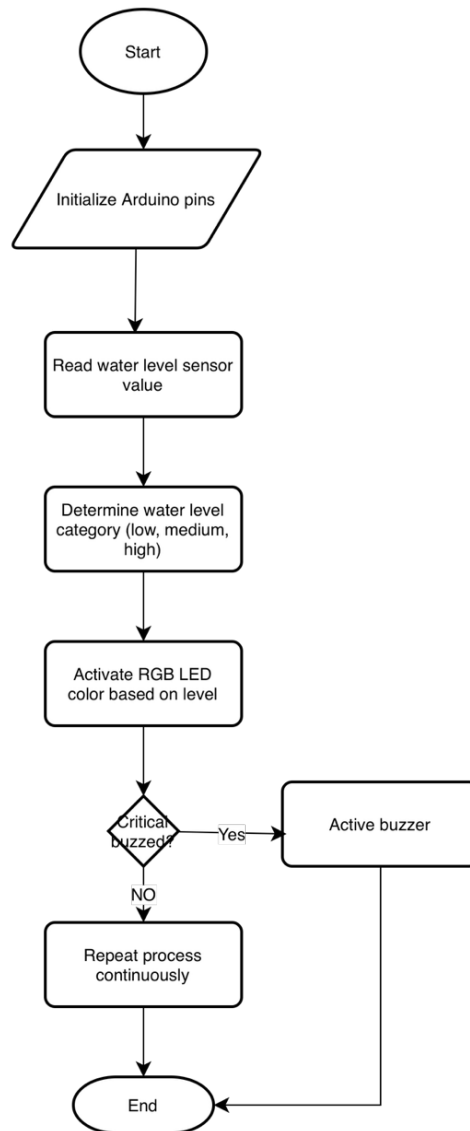 Start
Initialize Arduino pins
Read water level sensor
value
Determine water level
category (low, medium,
high)
Activate RGB LED
color based on level
Critical
buzzed?
Yes
Active buzzer
NO
Repeat process
continuously
End